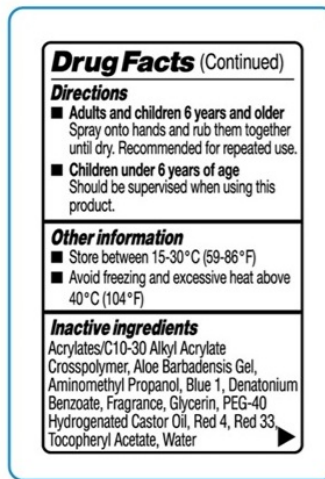 Drug Facts (Continued)
Directions
■ Adults and children 6 years and older
Spray onto hands and rub them together
until dry. Recommended for repeated use.
■ Children under 6 years of age
Should be supervised when using this
product.
Other information
■ Store between 15-30°C (59-86°F)
■ Avoid freezing and excessive heat above
40°C (104°F)
Inactive ingredients
Acrylates/C10-30 Alkyl Acrylate
Crosspolymer, Aloe Barbadensis Gel,
Aminomethyl Propanol, Blue 1, Denatonium
Benzoate, Fragrance, Glycerin, PEG-40
Hydrogenated Castor Oil, Red 4, Red 33,
Tocopheryl Acetate, Water